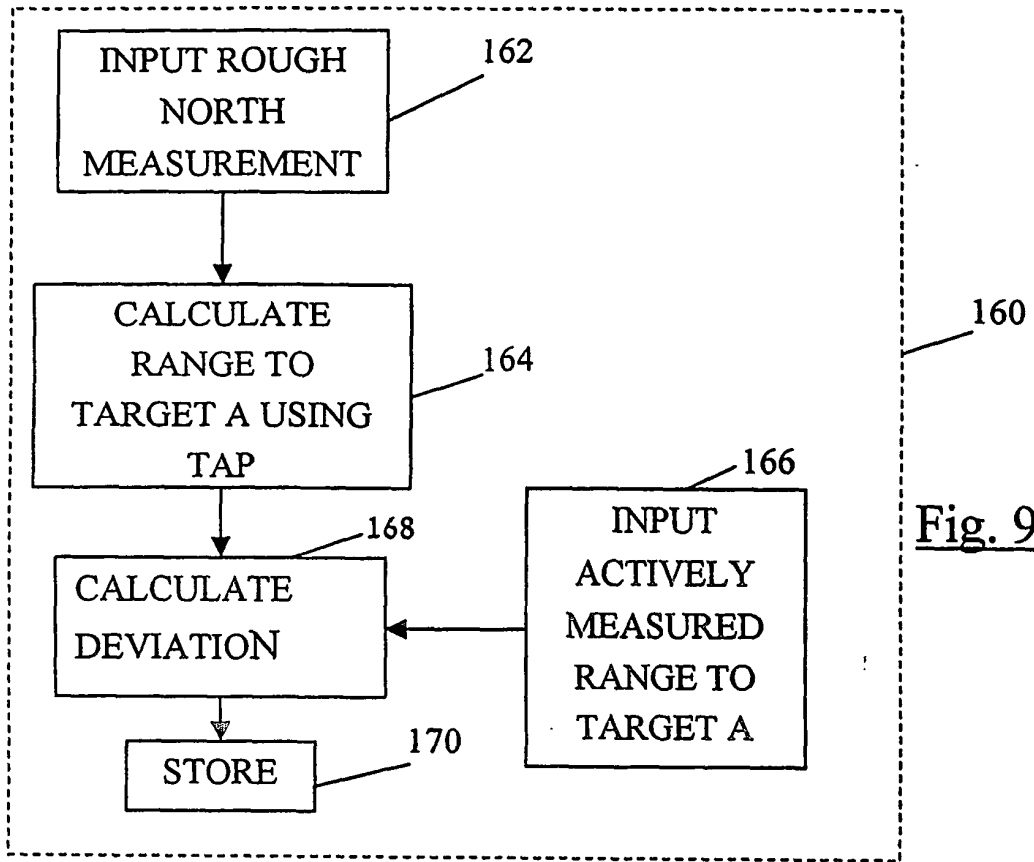 INPUT ROUGH
NORTH
MEASUREMENT
162
CALCULATE
RANGE TO
TARGET A USING
TAP
164
160
166
INPUT
ACTIVELY
MEASURED
RANGE TO
TARGET A
168
CALCULATE
DEVIATION
170
STORE
Fig. 9